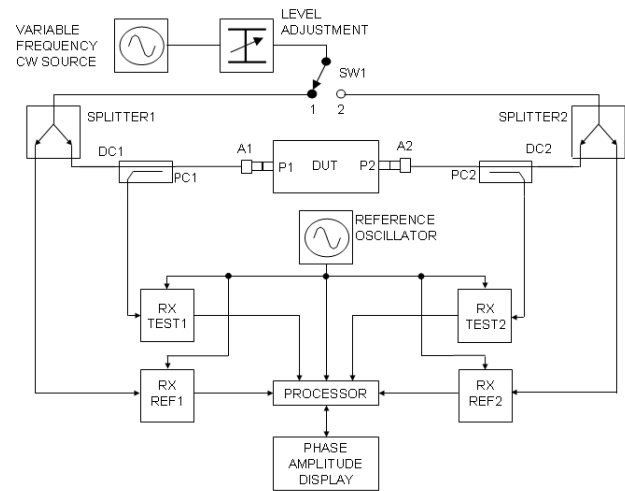 VARIABLE
FREQUENCY
CW SOURCE
LEVEL
ADJUSTMENT
SW1
1
2
SPLITTER1
SPLITTER2
DC1
PC1
A1
P1
DUT
P2
A2
PC2
DC2
REFERENCE
OSCILLATOR
RX
TEST1
RX
TEST2
RX
REF1
PROCESSOR
RX
REF2
PHASE
AMPLITUDE
DISPLAY